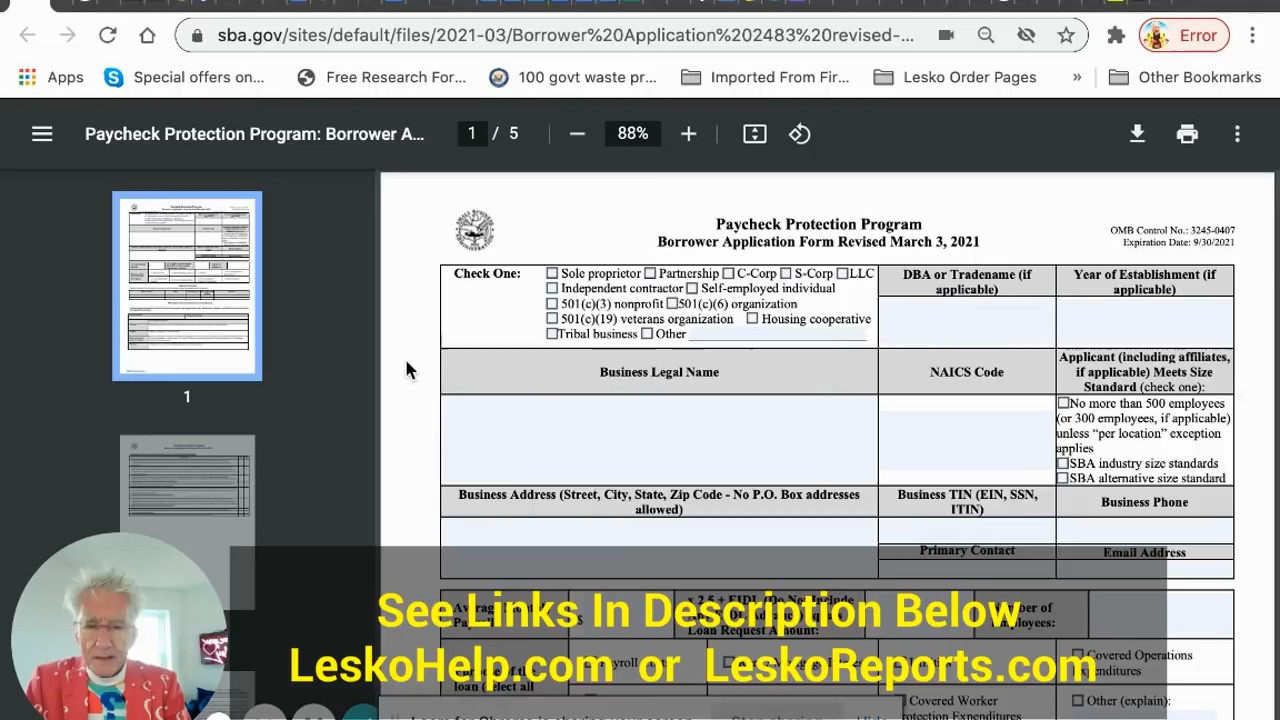 sba.gov/sites/default/files/2021-03/Borrower%20Application%202483%20revised-...
Error
Apps
Special offers on...
Free Research For...
100 govt waste pr...
Imported From Fir...
Lesko Order Pages
»
Other Bookmarks
Paycheck Protection Program: Borrower A...
1 / 5
88%
1
Paycheck Protection Program
Borrower Application Form Revised March 3, 2021
OMB Control No.: 3245-0407
Expiration Date: 9/30/2021
Check One:
Sole proprietor Partnership C-Corp S-Corp LLC
Independent contractor Self-employed individual
501(c)(3) nonprofit 501(c)(6) organization
501(c)(19) veterans organization Housing cooperative
Tribal business Other
DBA or Tradename (if
applicable)
Year of Establishment (if
applicable)
Business Legal Name
NAICS Code
Applicant (including affiliates,
if applicable) Meets Size
Standard (check one):
No more than 500 employees
(or 300 employees, if applicable)
unless “per location” exception
applies
SBA industry size standards
SBA alternative size standard
Business Address (Street, City, State, Zip Code - No P.O. Box addresses
allowed)
Business TIN (EIN, SSN,
ITIN)
Business Phone
Primary Contact
Email Address
See Links In Description Below
LeskoHelp.com or LeskoReports.com
Loan Request Amount:
Covered Operations
loan (select all
Covered Worker
Other (explain):